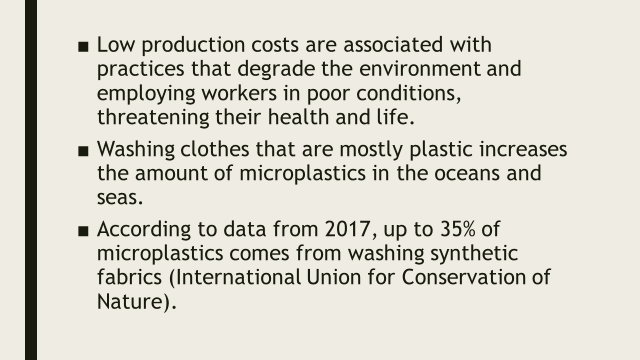 ■ Low production costs are associated with
practices that degrade the environment and
employing workers in poor conditions,
threatening their health and life.
■ Washing clothes that are mostly plastic increases
the amount of microplastics in the oceans and
seas.
■ According to data from 2017, up to 35% of
microplastics comes from washing synthetic
fabrics (International Union for Conservation of
Nature).